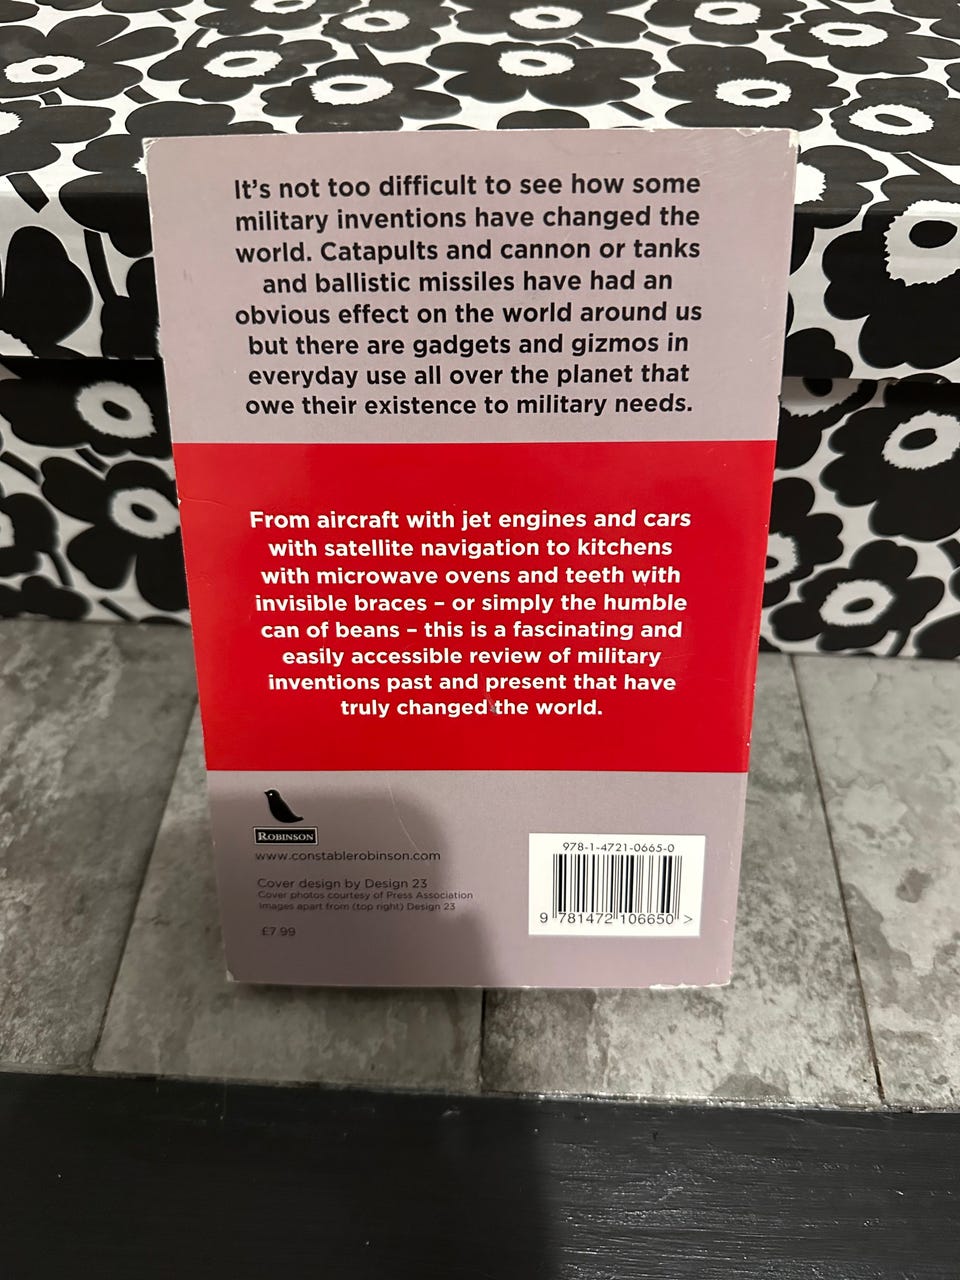 It's not too difficult to see how some
military inventions have changed the
world. Catapults and cannon or tanks
and ballistic missiles have had an
obvious effect on the world around us
but there are gadgets and gizmos in
everyday use all over the planet that
owe their existence to military needs.
From aircraft with jet engines and cars
with satellite navigation to kitchens
with microwave ovens and teeth with
invisible braces – or simply the humble
can of beans – this is a fascinating and
easily accessible review of military
inventions past and present that have
truly changed the world.
ROBINSON
www.constablerobinson.com
Cover design by Design 23
Cover photos courtesy of Press Association
Images apart from (top right) Design 23
£7.99
978-1-4721-0665-0
9 781472 106650 >